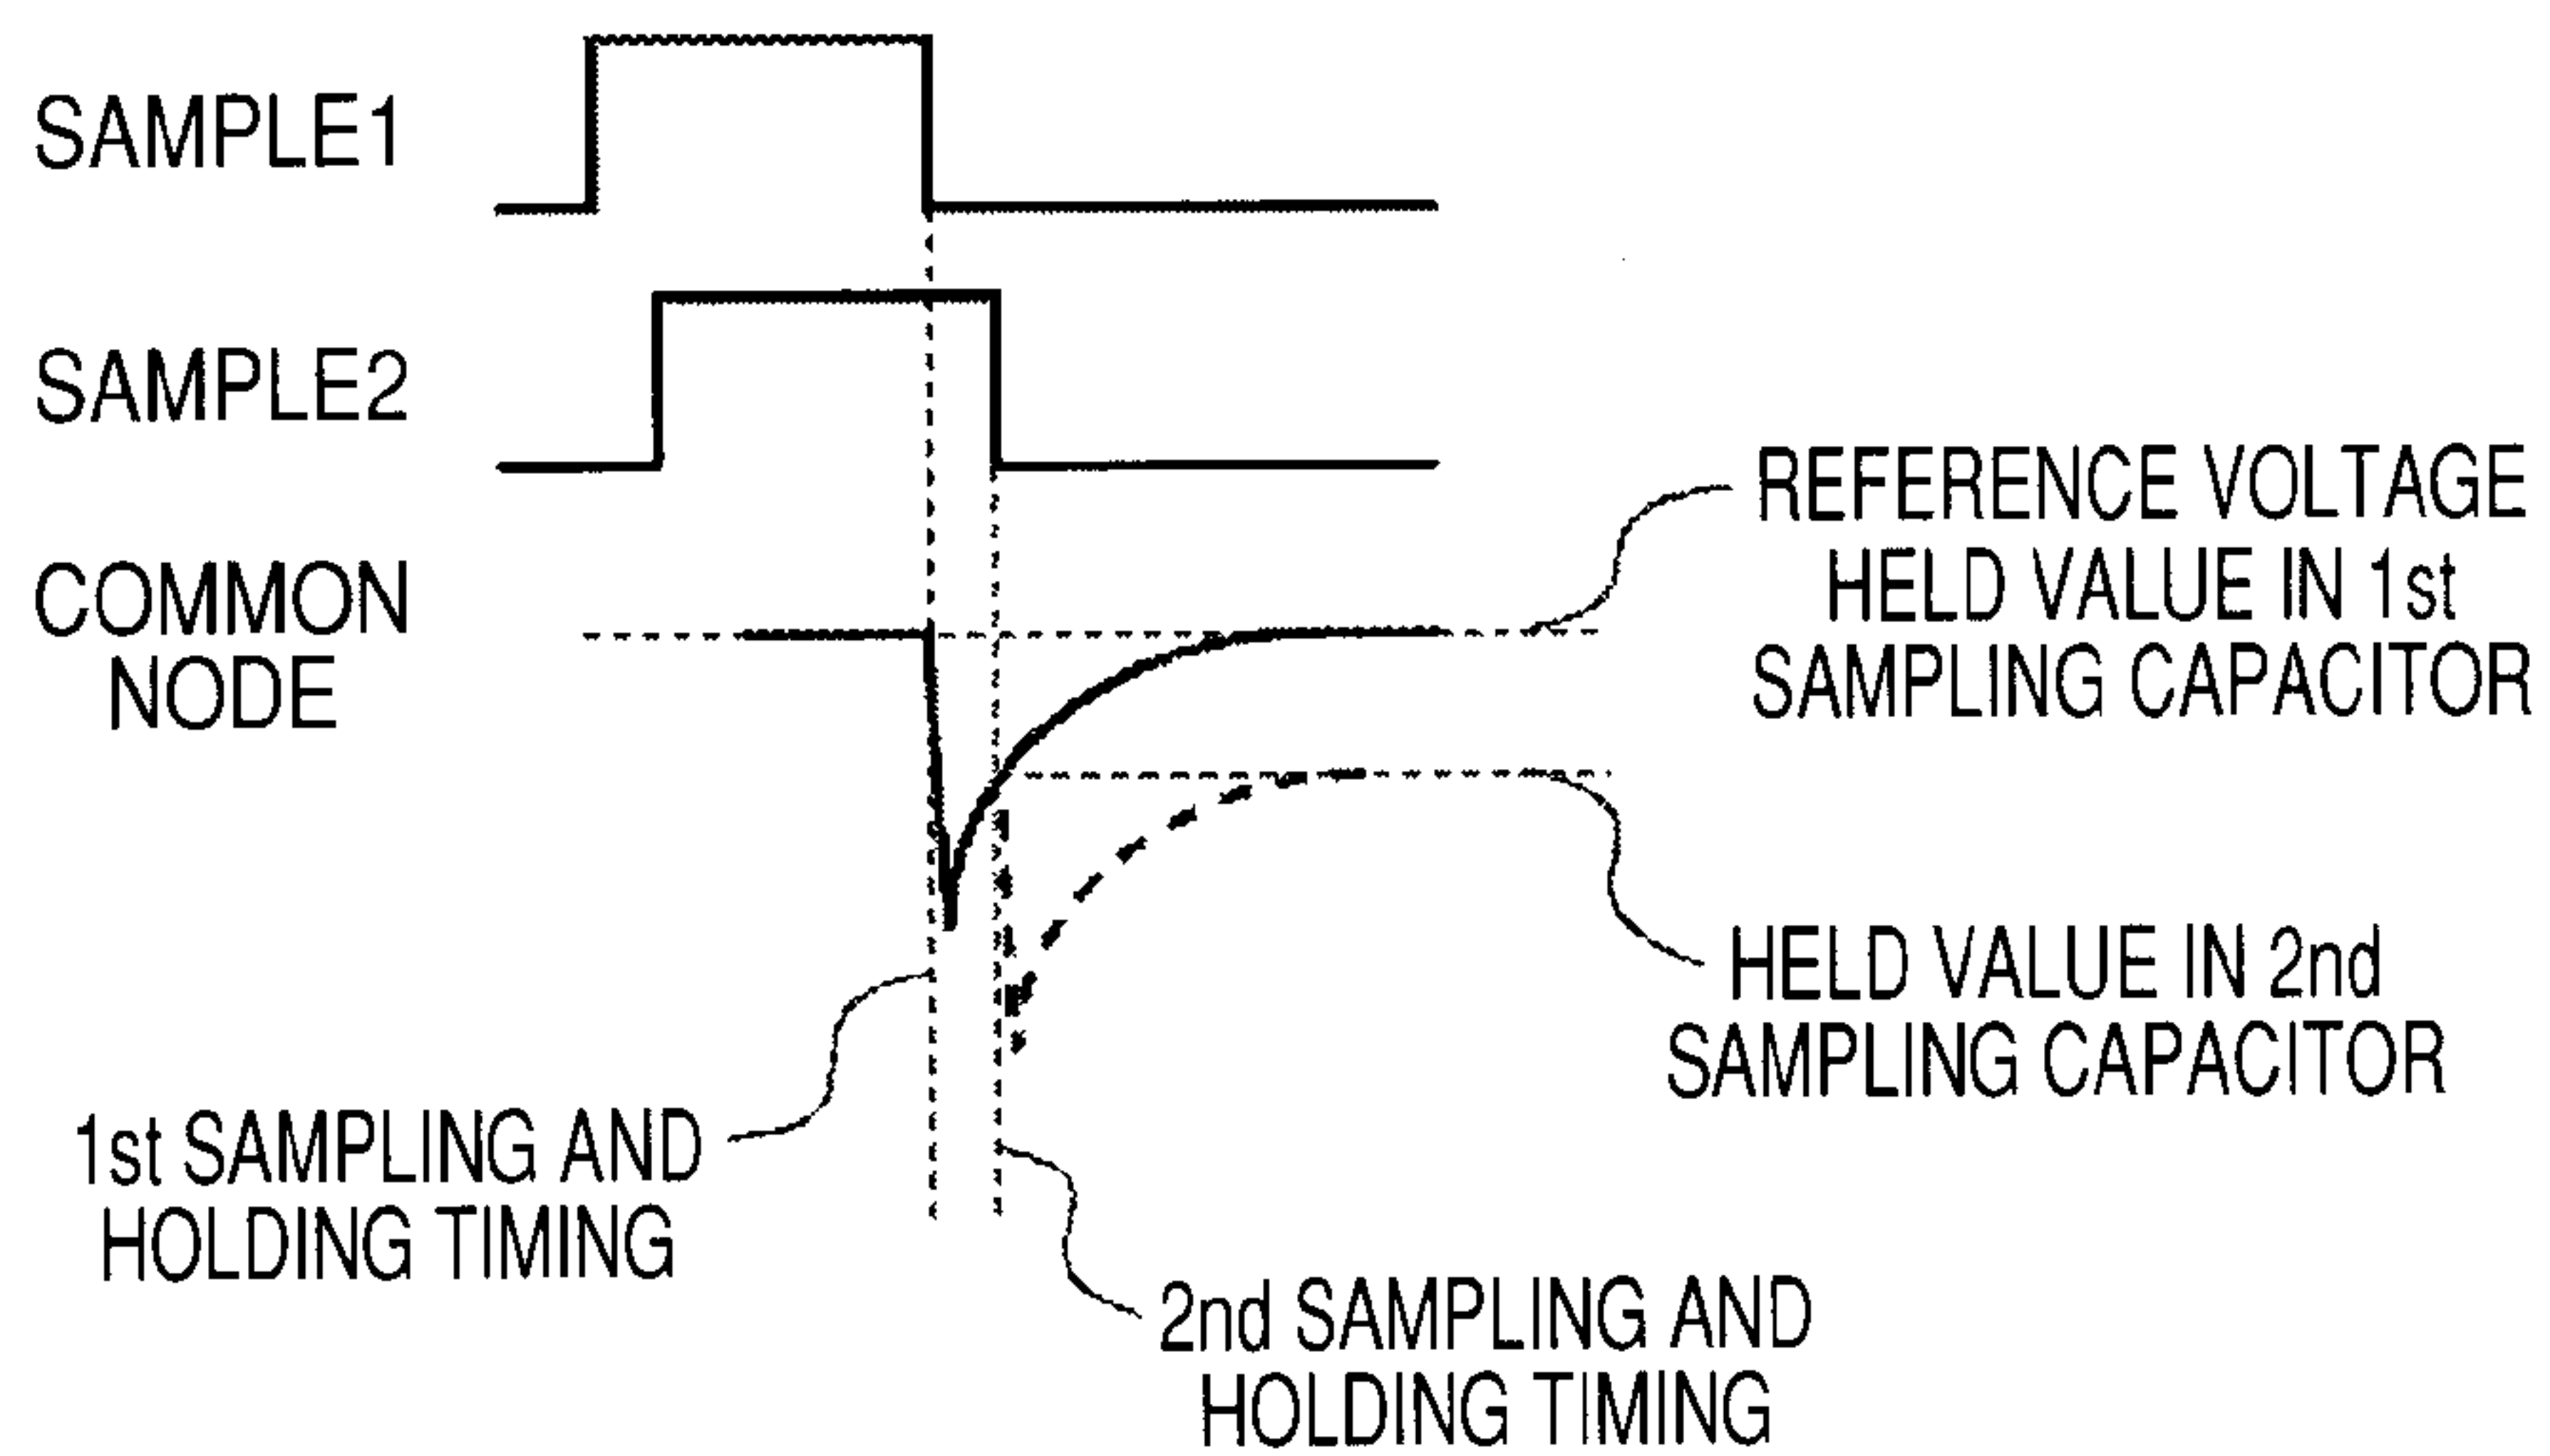 SAMPLE1
SAMPLE2
COMMON
NODE
REFERENCE VOLTAGE
HELD VALUE IN 1st
SAMPLING CAPACITOR
HELD VALUE IN 2nd
SAMPLING CAPACITOR
1st SAMPLING AND
HOLDING TIMING
2nd SAMPLING AND
HOLDING TIMING